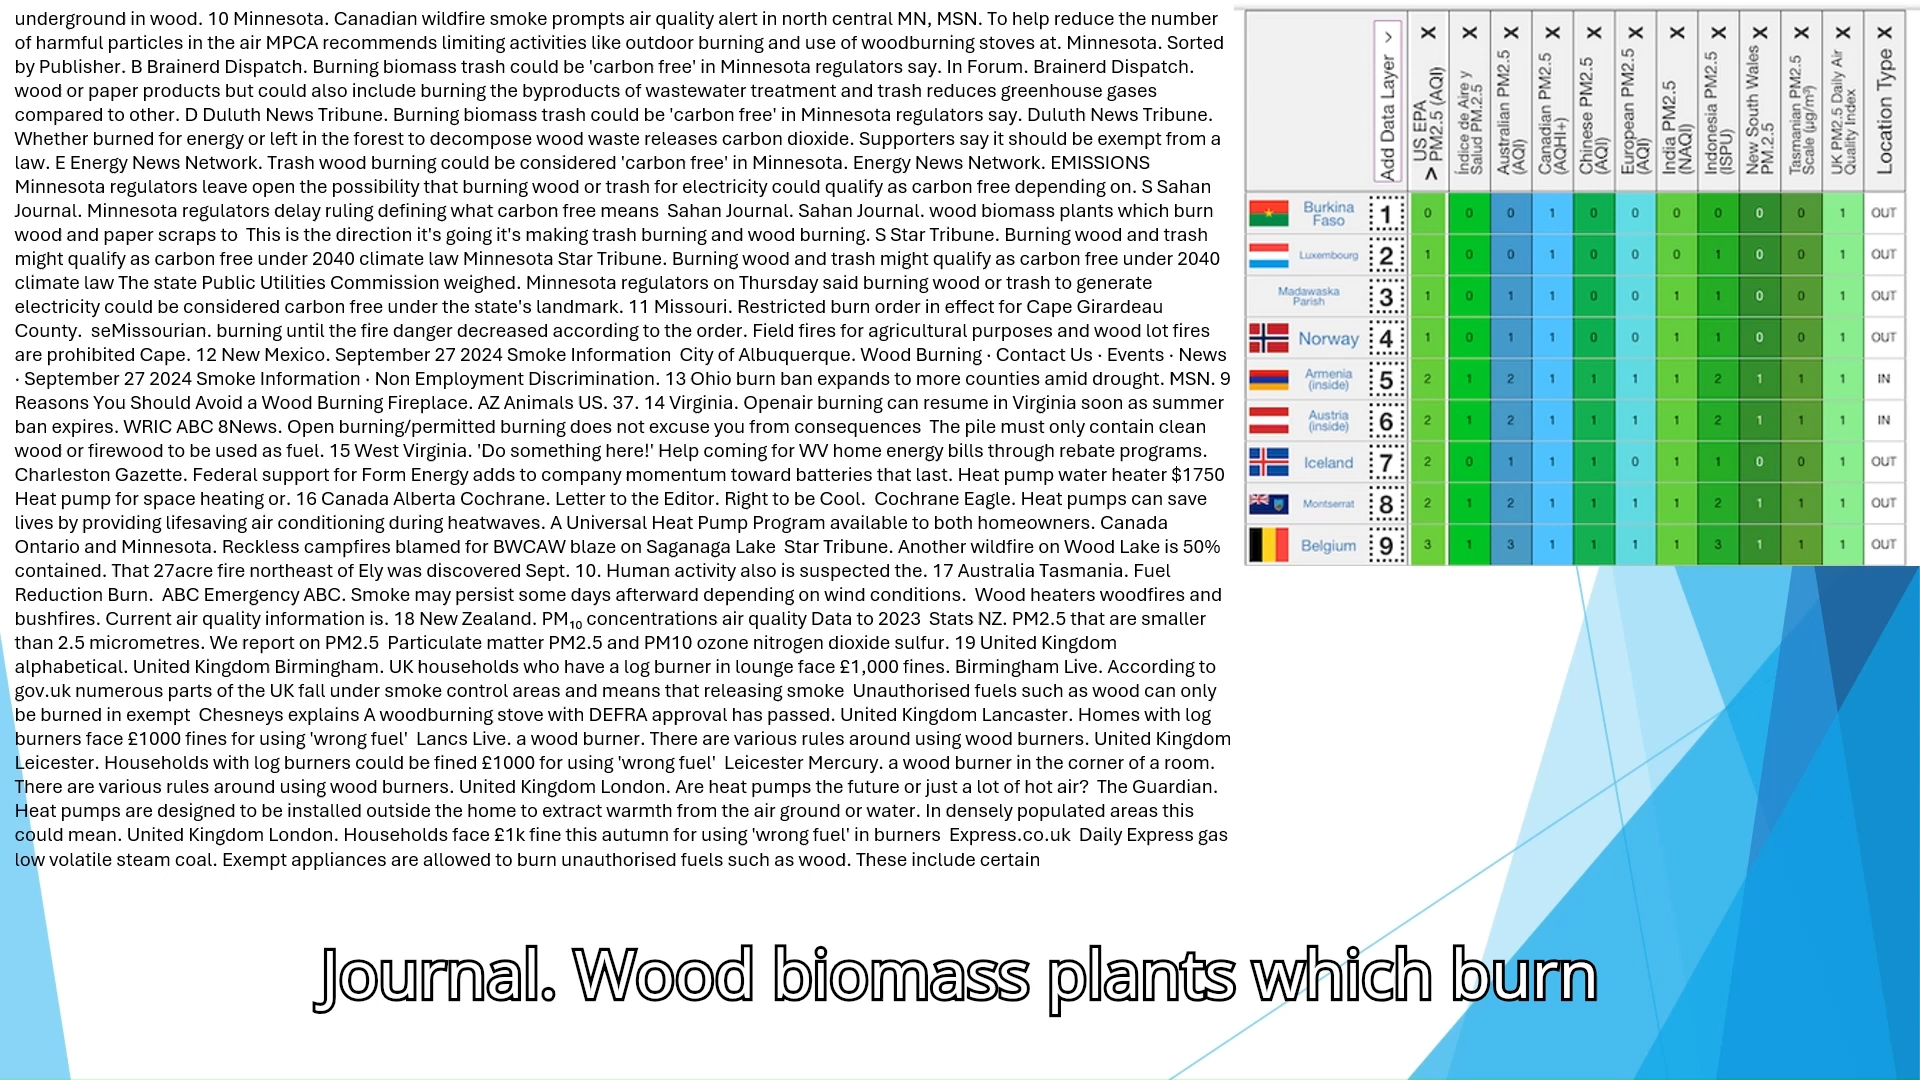 underground in wood. 10 Minnesota. Canadian wildfire smoke prompts air quality alert in north central MN, MSN. To help reduce the number
of harmful particles in the air MPCA recommends limiting activities like outdoor burning and use of woodburning stoves at. Minnesota. Sorted
by Publisher. B Brainerd Dispatch. Burning biomass trash could be 'carbon free' in Minnesota regulators say. In Forum. Brainerd Dispatch.
wood or paper products but could also include burning the byproducts of wastewater treatment and trash reduces greenhouse gases
compared to other. D Duluth News Tribune. Burning biomass trash could be 'carbon free' in Minnesota regulators say. Duluth News Tribune.
Whether burned for energy or left in the forest to decompose wood waste releases carbon dioxide. Supporters say it should be exempt from a
law. E Energy News Network. Trash wood burning could be considered 'carbon free' in Minnesota. Energy News Network. EMISSIONS
Minnesota regulators leave open the possibility that burning wood or trash for electricity could qualify as carbon free depending on. S Sahan
Journal. Minnesota regulators delay ruling defining what carbon free means  Sahan Journal. Sahan Journal. wood biomass plants which burn
wood and paper scraps to  This is the direction it's going it's making trash burning and wood burning. S Star Tribune. Burning wood and trash
might qualify as carbon free under 2040 climate law Minnesota Star Tribune. Burning wood and trash might qualify as carbon free under 2040
climate law The state Public Utilities Commission weighed. Minnesota regulators on Thursday said burning wood or trash to generate
electricity could be considered carbon free under the state's landmark. 11 Missouri. Restricted burn order in effect for Cape Girardeau
County.  seMissourian. burning until the fire danger decreased according to the order. Field fires for agricultural purposes and wood lot fires
are prohibited Cape. 12 New Mexico. September 27 2024 Smoke Information  City of Albuquerque. Wood Burning · Contact Us · Events · News
· September 27 2024 Smoke Information · Non Employment Discrimination. 13 Ohio burn ban expands to more counties amid drought. MSN. 9
Reasons You Should Avoid a Wood Burning Fireplace. AZ Animals US. 37. 14 Virginia. Openair burning can resume in Virginia soon as summer
ban expires. WRIC ABC 8News. Open burning/permitted burning does not excuse you from consequences  The pile must only contain clean
wood or firewood to be used as fuel. 15 West Virginia. 'Do something here!' Help coming for WV home energy bills through rebate programs.
Charleston Gazette. Federal support for Form Energy adds to company momentum toward batteries that last. Heat pump water heater $1750
Heat pump for space heating or. 16 Canada Alberta Cochrane. Letter to the Editor. Right to be Cool.  Cochrane Eagle. Heat pumps can save
lives by providing lifesaving air conditioning during heatwaves. A Universal Heat Pump Program available to both homeowners. Canada
Ontario and Minnesota. Reckless campfires blamed for BWCAW blaze on Saganaga Lake  Star Tribune. Another wildfire on Wood Lake is 50%
contained. That 27acre fire northeast of Ely was discovered Sept. 10. Human activity also is suspected the. 17 Australia Tasmania. Fuel
Reduction Burn.  ABC Emergency ABC. Smoke may persist some days afterward depending on wind conditions.  Wood heaters woodfires and
bushfires. Current air quality information is. 18 New Zealand. PM₁₀ concentrations air quality Data to 2023  Stats NZ. PM2.5 that are smaller
than 2.5 micrometres. We report on PM2.5  Particulate matter PM2.5 and PM10 ozone nitrogen dioxide sulfur. 19 United Kingdom
alphabetical. United Kingdom Birmingham. UK households who have a log burner in lounge face £1,000 fines. Birmingham Live. According to
gov.uk numerous parts of the UK fall under smoke control areas and means that releasing smoke  Unauthorised fuels such as wood can only
be burned in exempt  Chesneys explains A woodburning stove with DEFRA approval has passed. United Kingdom Lancaster. Homes with log
burners face £1000 fines for using 'wrong fuel'  Lancs Live. a wood burner. There are various rules around using wood burners. United Kingdom
Leicester. Households with log burners could be fined £1000 for using 'wrong fuel'  Leicester Mercury. a wood burner in the corner of a room.
There are various rules around using wood burners. United Kingdom London. Are heat pumps the future or just a lot of hot air?  The Guardian.
Heat pumps are designed to be installed outside the home to extract warmth from the air ground or water. In densely populated areas this
could mean. United Kingdom London. Households face £1k fine this autumn for using 'wrong fuel' in burners  Express.co.uk  Daily Express gas
low volatile steam coal. Exempt appliances are allowed to burn unauthorised fuels such as wood. These include certain
Add Data Layer >
X US EPA > PM2.5 (AQI)
X Índice de Aire y Salud PM2.5
X Australian PM2.5 (AQI)
X Canadian PM2.5 (AQHI+)
X Chinese PM2.5 (AQI)
X European PM2.5 (AQI)
X India PM2.5 (NAQI)
X Indonesia PM2.5 (ISPU)
X New South Wales PM2.5
X Tasmanian PM2.5 Scale (µg/m³)
X UK PM2.5 Daily Air Quality Index
X Location Type
Burkina Faso 1 0 0 0 1 0 0 0 0 0 0 1 OUT
Luxembourg 2 1 0 0 1 0 0 0 1 0 0 1 OUT
Madawaska Parish 3 1 0 1 1 0 0 1 1 0 0 1 OUT
Norway 4 1 0 1 1 0 0 1 1 0 0 1 OUT
Armenia (inside) 5 2 1 2 1 1 1 1 2 1 1 1 IN
Austria (inside) 6 2 1 2 1 1 1 1 2 1 1 1 IN
Iceland 7 2 0 1 1 1 0 1 1 0 0 1 OUT
Montserrat 8 2 1 2 1 1 1 1 2 1 1 1 OUT
Belgium 9 3 1 3 1 1 1 1 3 1 1 1 OUT
Journal. Wood biomass plants which burn